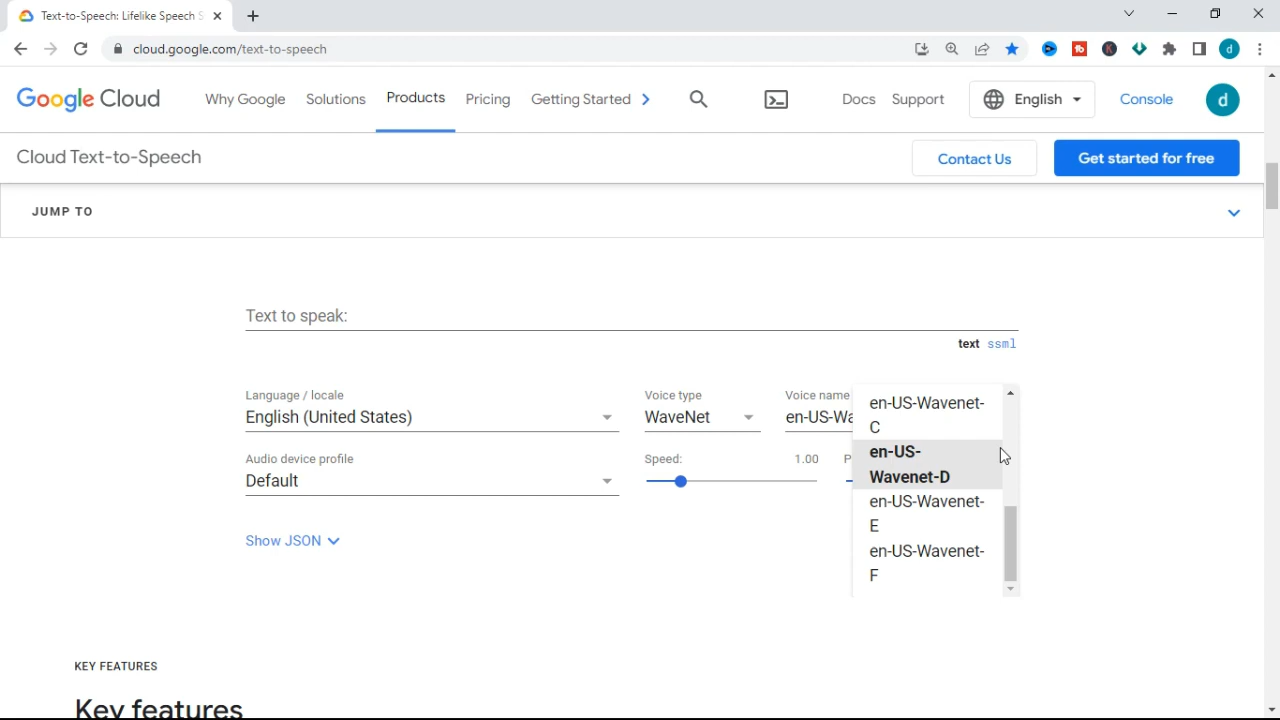 Text-to-Speech: Lifelike Speech S
cloud.google.com/text-to-speech
d
Google Cloud
Why Google
Solutions
Products
Pricing
Getting Started
Docs
Support
English
Console
d
Cloud Text-to-Speech
Contact Us
Get started for free
JUMP TO
Text to speak:
text ssml
Language / locale
Voice type
Voice name
English (United States)
WaveNet
en-US-Wa
en-US-Wavenet-
C
en-US-
Wavenet-D
en-US-Wavenet-
E
en-US-Wavenet-
F
Audio device profile
Speed:
1.00
P
Default
Show JSON
KEY FEATURES
Key features